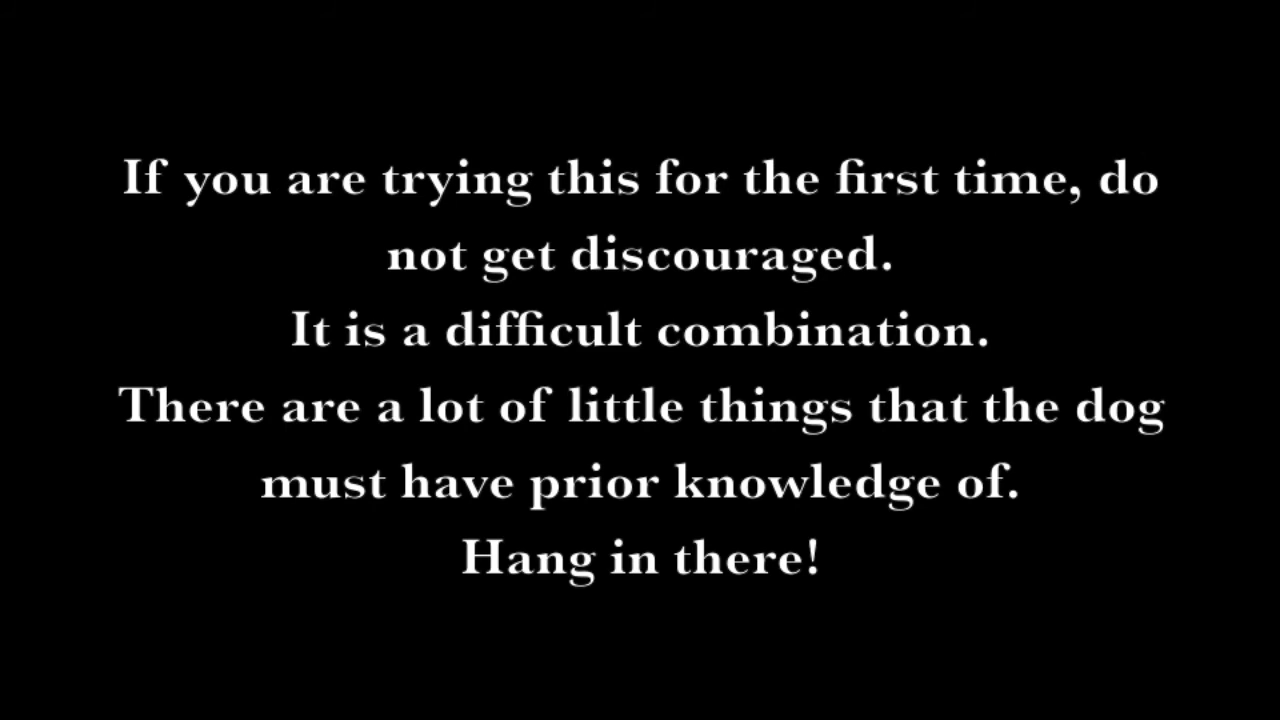 If you are trying this for the first time, do
not get discouraged.
It is a difficult combination.
There are a lot of little things that the dog
must have prior knowledge of.
Hang in there!